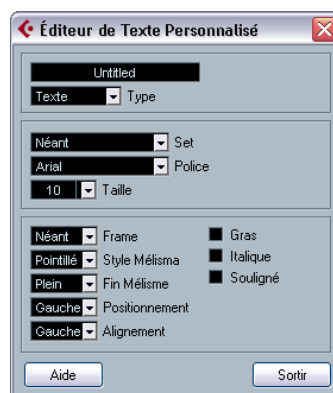 Éditeur de Texte Personnalisé
Untitled
Texte Type
Néant Set
Arial Police
10 Taille
Néant Frame Gras
Pointillé Style Mélisma Italique
Plein Fin Mélisme Souligné
Gauche Positionnement
Gauche Alignement
Aide Sortir